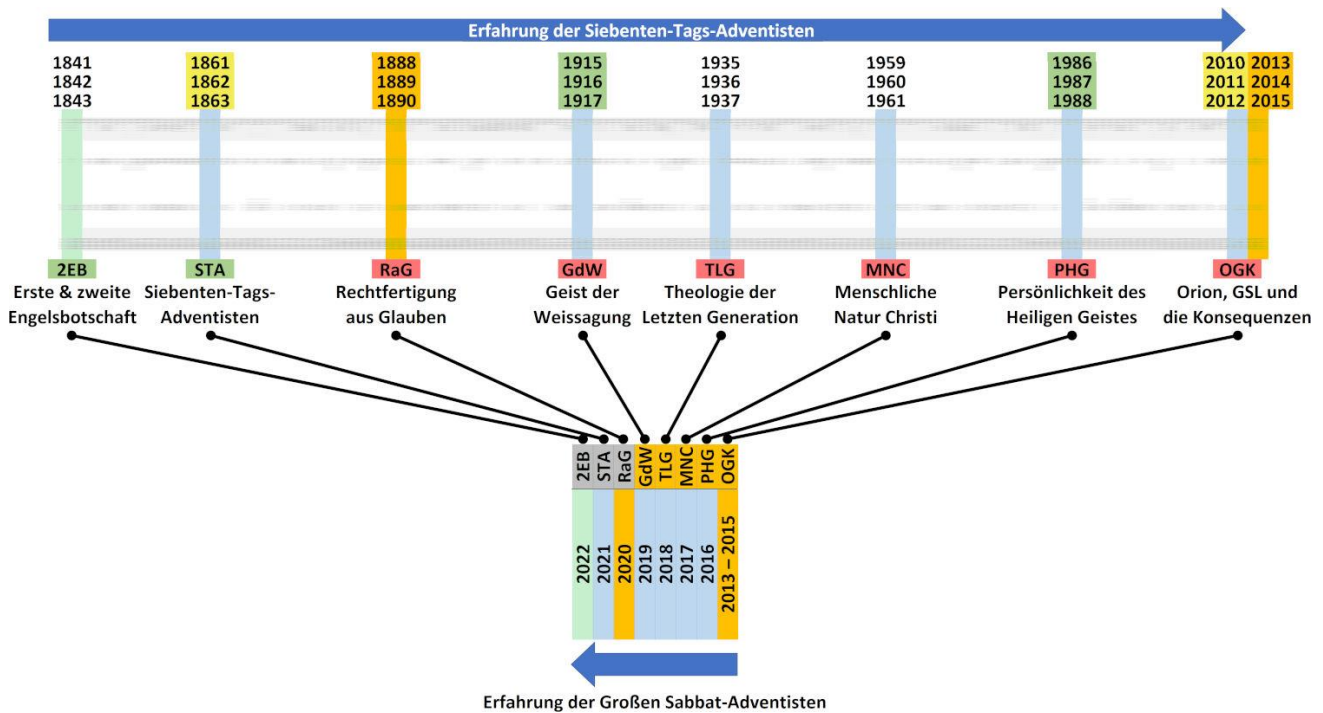 Erfahrung der Siebenten-Tags-Adventisten
1841 1861 1888 1915 1935 1959 1986 2010 2013
1842 1862 1889 1916 1936 1960 1987 2011 2014
1843 1863 1890 1917 1937 1961 1988 2012 2015
2EB STA RaG GdW TLG MNC PHG OGK
Erste & zweite Siebenten-Tags- Rechtfertigung Geist der Theologie der Menschliche Persönlichkeit des Orion, GSL und
Engelsbotschaft Adventisten aus Glauben Weissagung Letzten Generation Natur Christi Heiligen Geistes die Konsequenzen
2EB STA RaG GdW TLG MNC PHG OGK
2022 2021 2020 2019 2018 2017 2016 2013 – 2015
Erfahrung der Großen Sabbat-Adventisten